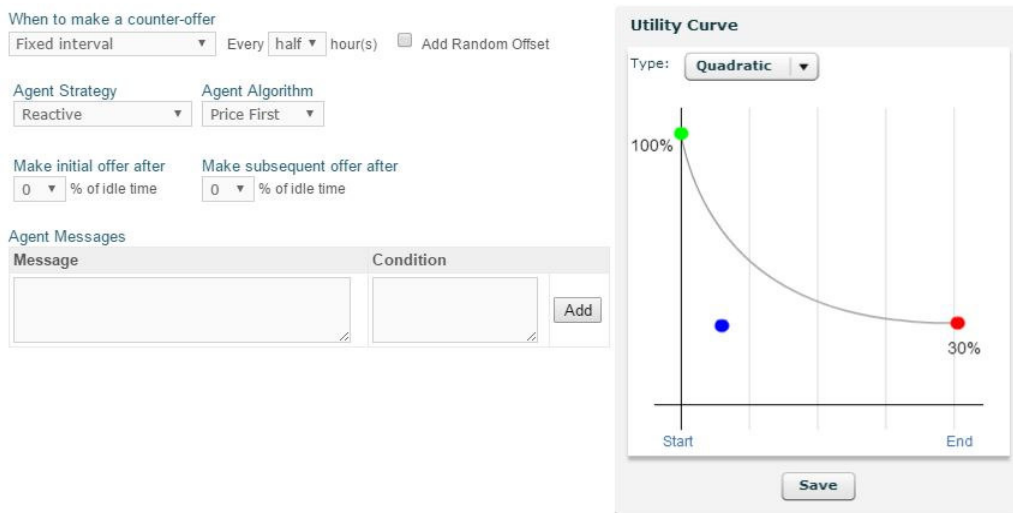 When to make a counter-offer
Fixed interval Every half hour(s) Add Random Offset
Agent Strategy Agent Algorithm
Reactive Price First
Make initial offer after Make subsequent offer after
0 % of idle time 0 % of idle time
Agent Messages
Message Condition
Add
Utility Curve
Type: Quadratic
100%
30%
Start End
Save